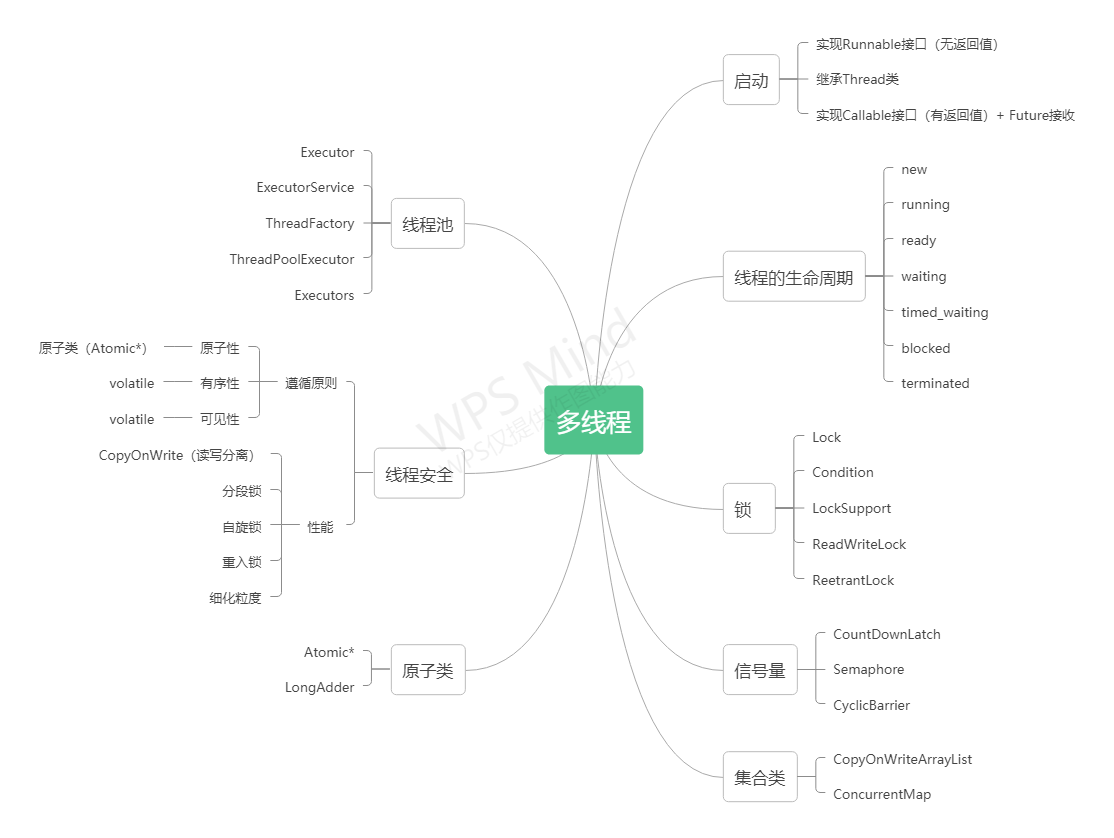 多线程
启动
实现Runnable接口（无返回值）
继承Thread类
实现Callable接口（有返回值）+ Future接收
线程的生命周期
new
running
ready
waiting
timed_waiting
blocked
terminated
锁
Lock
Condition
LockSupport
ReadWriteLock
ReetrantLock
信号量
CountDownLatch
Semaphore
CyclicBarrier
集合类
CopyOnWriteArrayList
ConcurrentMap
线程池
Executor
ExecutorService
ThreadFactory
ThreadPoolExecutor
Executors
线程安全
遵循原则
原子性
原子类（Atomic*）
有序性
volatile
可见性
volatile
性能
CopyOnWrite（读写分离）
分段锁
自旋锁
重入锁
细化粒度
原子类
Atomic*
LongAdder
WPS Mind
WPS仅提供作图能力